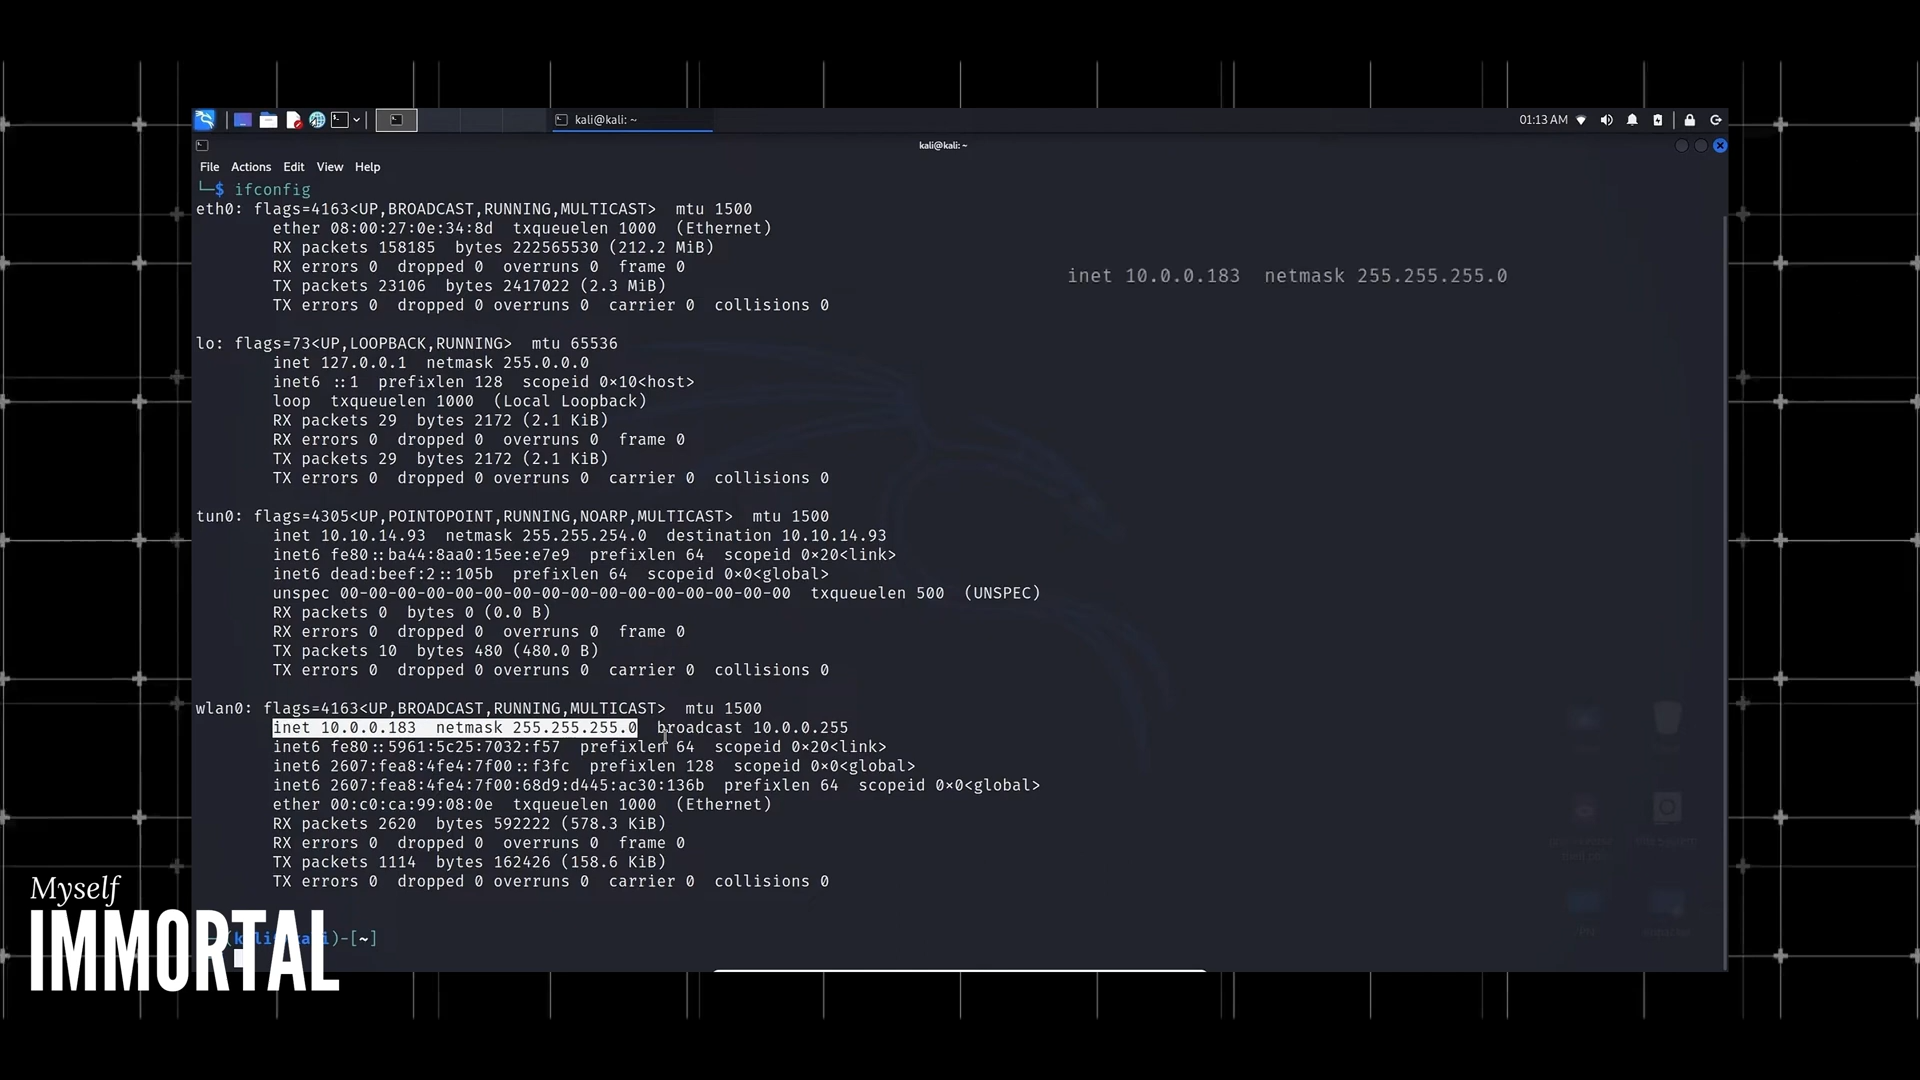 kali@kali: ~
01:13 AM
kali@kali: ~
File Actions Edit View Help
└─$ ifconfig
eth0: flags=4163<UP,BROADCAST,RUNNING,MULTICAST>  mtu 1500
ether 08:00:27:0e:34:8d  txqueuelen 1000  (Ethernet)
RX packets 158185  bytes 222565530 (212.2 MiB)
RX errors 0  dropped 0  overruns 0  frame 0
TX packets 23106  bytes 2417022 (2.3 MiB)
TX errors 0  dropped 0 overruns 0  carrier 0  collisions 0
inet 10.0.0.183  netmask 255.255.255.0
lo: flags=73<UP,LOOPBACK,RUNNING>  mtu 65536
inet 127.0.0.1  netmask 255.0.0.0
inet6 ::1  prefixlen 128  scopeid 0×10<host>
loop  txqueuelen 1000  (Local Loopback)
RX packets 29  bytes 2172 (2.1 KiB)
RX errors 0  dropped 0  overruns 0  frame 0
TX packets 29  bytes 2172 (2.1 KiB)
TX errors 0  dropped 0 overruns 0  carrier 0  collisions 0
tun0: flags=4305<UP,POINTOPOINT,RUNNING,NOARP,MULTICAST>  mtu 1500
inet 10.10.14.93  netmask 255.255.254.0  destination 10.10.14.93
inet6 fe80::ba44:8aa0:15ee:e7e9  prefixlen 64  scopeid 0×20<link>
inet6 dead:beef:2::105b  prefixlen 64  scopeid 0×0<global>
unspec 00-00-00-00-00-00-00-00-00-00-00-00-00-00-00-00  txqueuelen 500  (UNSPEC)
RX packets 0  bytes 0 (0.0 B)
RX errors 0  dropped 0  overruns 0  frame 0
TX packets 10  bytes 480 (480.0 B)
TX errors 0  dropped 0 overruns 0  carrier 0  collisions 0
wlan0: flags=4163<UP,BROADCAST,RUNNING,MULTICAST>  mtu 1500
inet 10.0.0.183  netmask 255.255.255.0  broadcast 10.0.0.255
inet6 fe80::5961:5c25:7032:f57  prefixlen 64  scopeid 0×20<link>
inet6 2607:fea8:4fe4:7f00::f3fc  prefixlen 128  scopeid 0×0<global>
inet6 2607:fea8:4fe4:7f00:68d9:d445:ac30:136b  prefixlen 64  scopeid 0×0<global>
ether 00:c0:ca:99:08:0e  txqueuelen 1000  (Ethernet)
RX packets 2620  bytes 592222 (578.3 KiB)
RX errors 0  dropped 0  overruns 0  frame 0
TX packets 1114  bytes 162426 (158.6 KiB)
TX errors 0  dropped 0 overruns 0  carrier 0  collisions 0
Myself
IMMORTAL